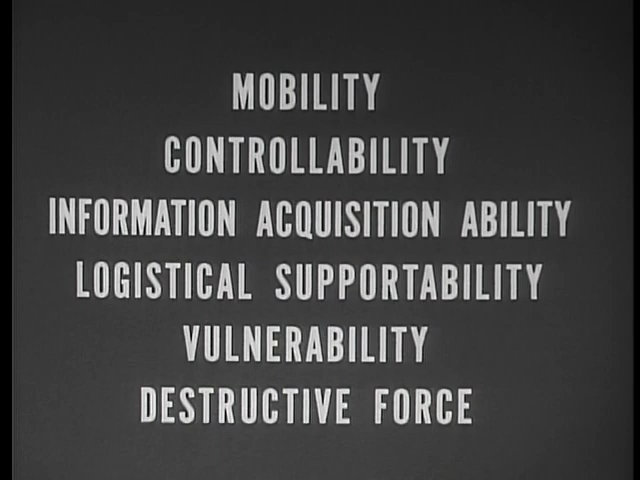 MOBILITY
CONTROLLABILITY
INFORMATION ACQUISITION ABILITY
LOGISTICAL SUPPORTABILITY
VULNERABILITY
DESTRUCTIVE FORCE